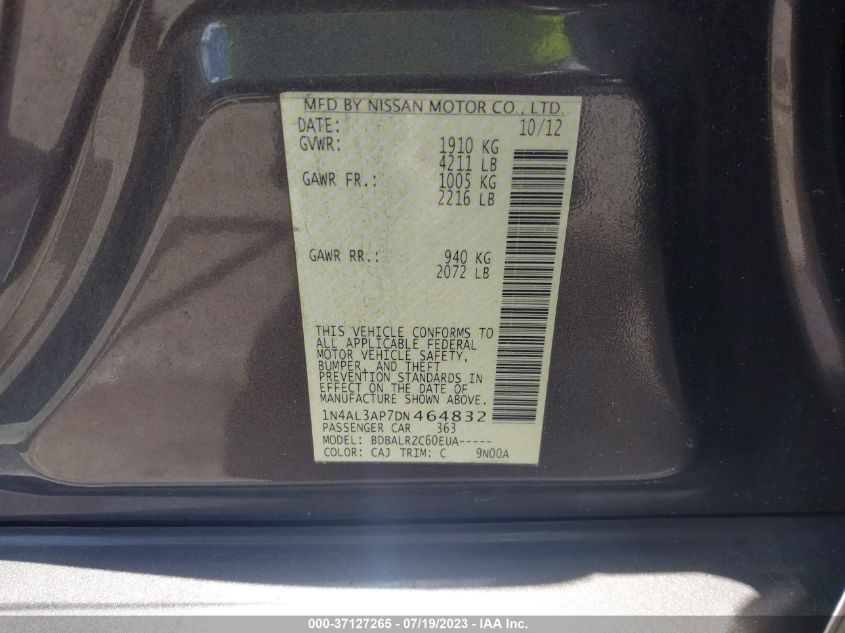 MFD BY NISSAN MOTOR CO., LTD.
DATE: 10/12
GVWR: 1910 KG
4211 LB
GAWR FR.: 1005 KG
2216 LB
GAWR RR.: 940 KG
2072 LB
THIS VEHICLE CONFORMS TO
ALL APPLICABLE FEDERAL
MOTOR VEHICLE SAFETY,
BUMPER, AND THEFT
PREVENTION STANDARDS IN
EFFECT ON THE DATE OF
MANUFACTURE SHOWN ABOVE.
1N4AL3AP7DN464832
PASSENGER CAR 363
MODEL: BDBALRZC60EUA-----
COLOR: CAJ TRIM: C 9N00A
000-37127265 - 07/19/2023 - IAA Inc.